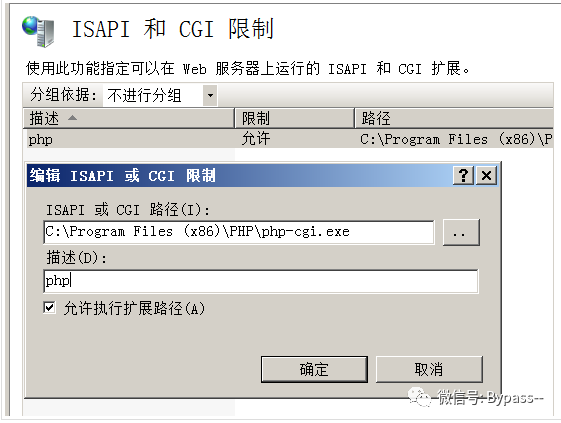 ISAPI 和 CGI 限制
使用此功能指定可以在 Web 服务器上运行的 ISAPI 和 CGI 扩展。
分组依据: 不进行分组
描述 限制 路径
php 允许 C:\Program Files (x86)\P
编辑 ISAPI 或 CGI 限制
ISAPI 或 CGI 路径(I):
C:\Program Files (x86)\PHP\php-cgi.exe ..
描述(D):
php
允许执行扩展路径(A)
确定 取消
微信号: Bypass--